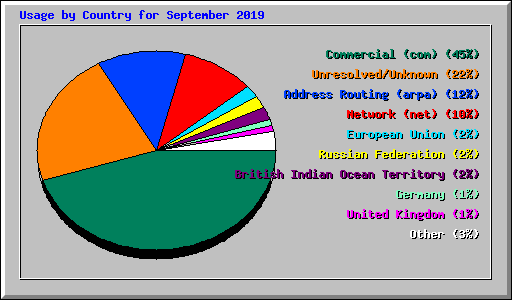 Usage by Country for September 2019
Commercial (com) (45%)
Unresolved/Unknown (22%)
Address Routing (arpa) (12%)
Network (net) (10%)
European Union (2%)
Russian Federation (2%)
British Indian Ocean Territory (2%)
Germany (1%)
United Kingdom (1%)
Other (3%)